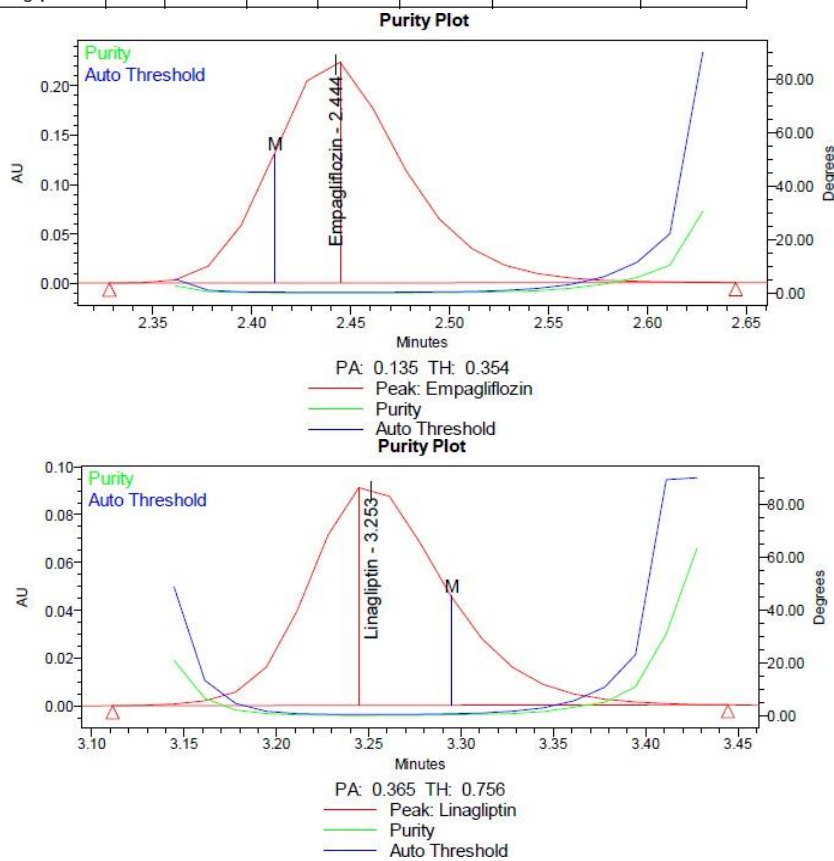 Purity Plot
Purity
Auto Threshold
0.20
0.15
0.10
0.05
0.00
AU
M
Empagliflozin - 2.444
80.00
60.00
40.00
20.00
0.00
Degrees
2.35
2.40
2.45
2.50
2.55
2.60
2.65
Minutes
PA: 0.135 TH: 0.354
Peak: Empagliflozin
Purity
Auto Threshold
Purity Plot
Purity
Auto Threshold
0.10
0.08
0.06
0.04
0.02
0.00
AU
Linagliptin - 3.253
M
80.00
60.00
40.00
20.00
0.00
Degrees
3.10
3.15
3.20
3.25
3.30
3.35
3.40
3.45
Minutes
PA: 0.365 TH: 0.756
Peak: Linagliptin
Purity
Auto Threshold